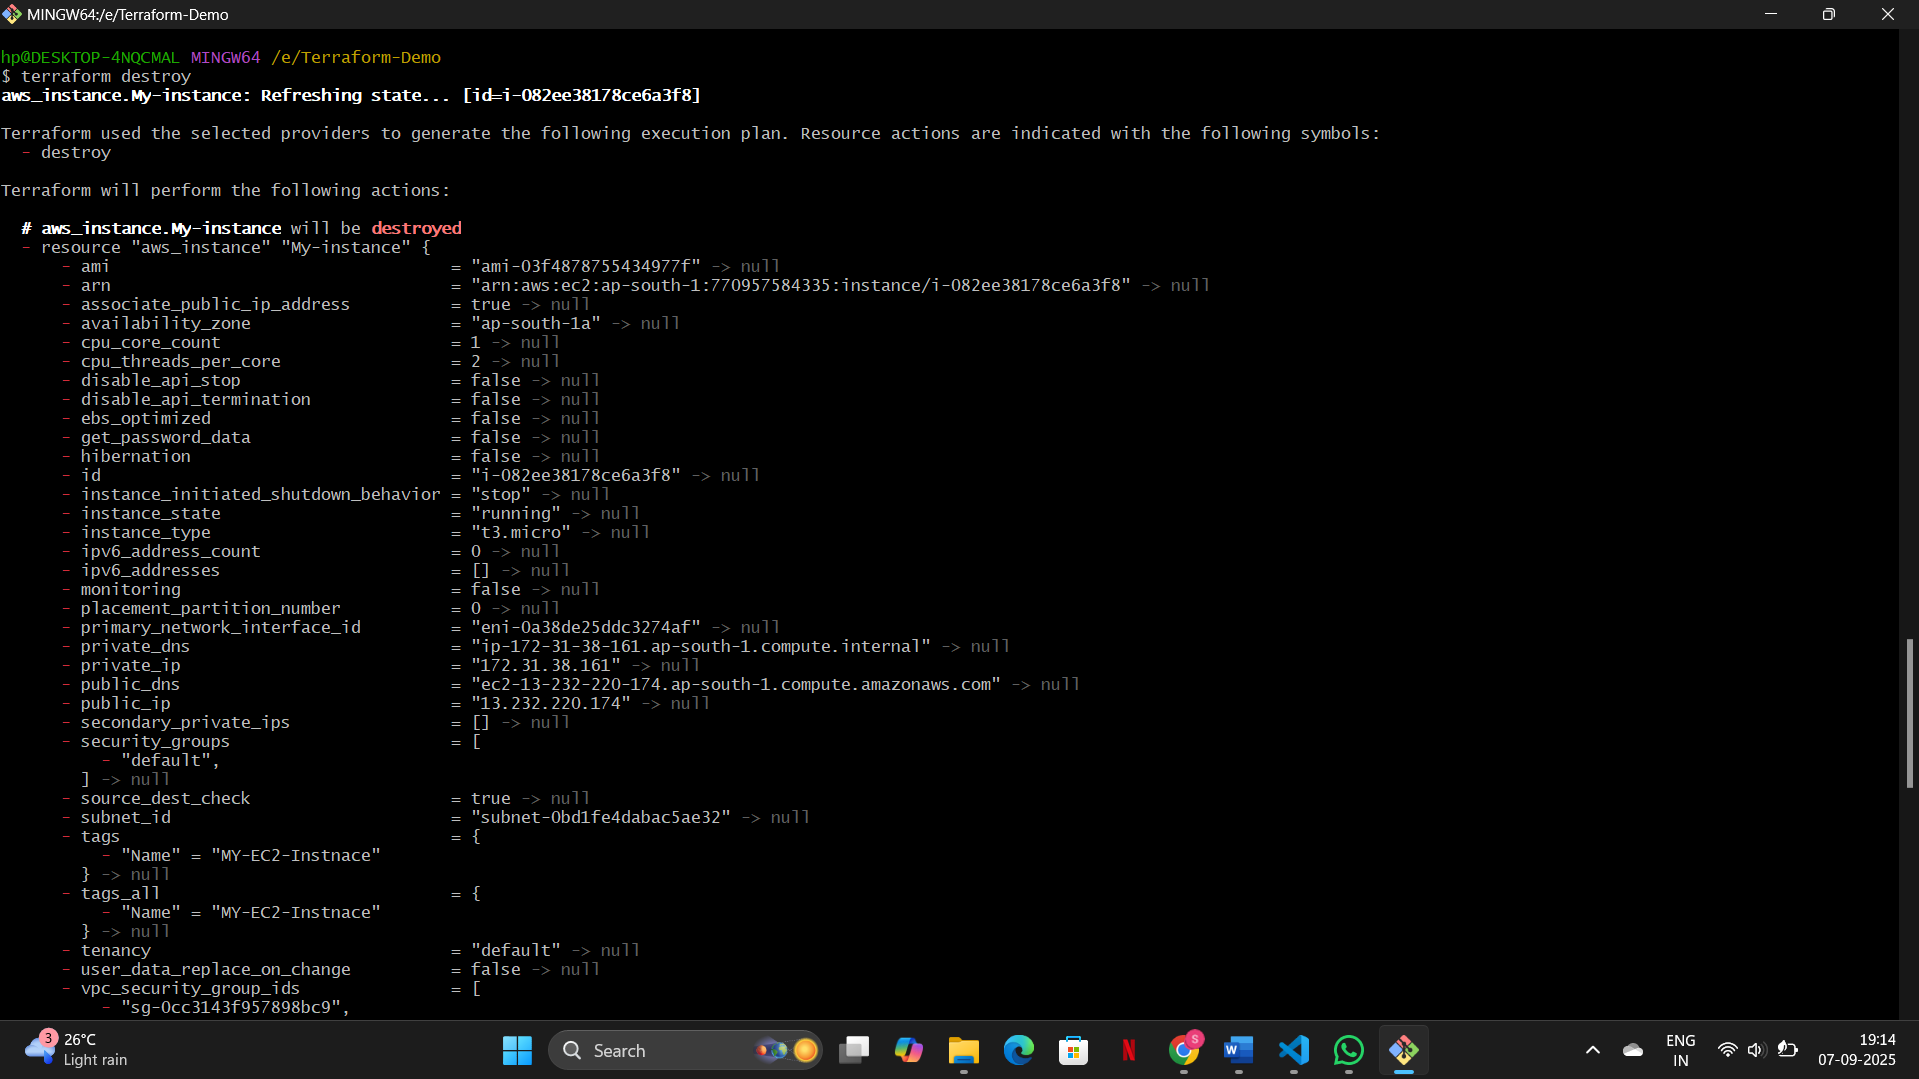 MINGW64:/e/Terraform-Demo
hp@DESKTOP-4NQCMAL MINGW64 /e/Terraform-Demo
$ terraform destroy
aws_instance.My-instance: Refreshing state... [id=i-082ee38178ce6a3f8]
Terraform used the selected providers to generate the following execution plan. Resource actions are indicated with the following symbols:
- destroy
Terraform will perform the following actions:
# aws_instance.My-instance will be destroyed
- resource "aws_instance" "My-instance" {
- ami = "ami-03f4878755434977f" -> null
- arn = "arn:aws:ec2:ap-south-1:770957584335:instance/i-082ee38178ce6a3f8" -> null
- associate_public_ip_address = true -> null
- availability_zone = "ap-south-1a" -> null
- cpu_core_count = 1 -> null
- cpu_threads_per_core = 2 -> null
- disable_api_stop = false -> null
- disable_api_termination = false -> null
- ebs_optimized = false -> null
- get_password_data = false -> null
- hibernation = false -> null
- id = "i-082ee38178ce6a3f8" -> null
- instance_initiated_shutdown_behavior = "stop" -> null
- instance_state = "running" -> null
- instance_type = "t3.micro" -> null
- ipv6_address_count = 0 -> null
- ipv6_addresses = [] -> null
- monitoring = false -> null
- placement_partition_number = 0 -> null
- primary_network_interface_id = "eni-0a38de25ddc3274af" -> null
- private_dns = "ip-172-31-38-161.ap-south-1.compute.internal" -> null
- private_ip = "172.31.38.161" -> null
- public_dns = "ec2-13-232-220-174.ap-south-1.compute.amazonaws.com" -> null
- public_ip = "13.232.220.174" -> null
- secondary_private_ips = [] -> null
- security_groups = [
- "default",
] -> null
- source_dest_check = true -> null
- subnet_id = "subnet-0bd1fe4dabac5ae32" -> null
- tags = {
- "Name" = "MY-EC2-Instnace"
} -> null
- tags_all = {
- "Name" = "MY-EC2-Instnace"
} -> null
- tenancy = "default" -> null
- user_data_replace_on_change = false -> null
- vpc_security_group_ids = [
- "sg-0cc3143f957898bc9",
3
26°C
Light rain
Search
N
S
W
ENG
IN
19:14
07-09-2025